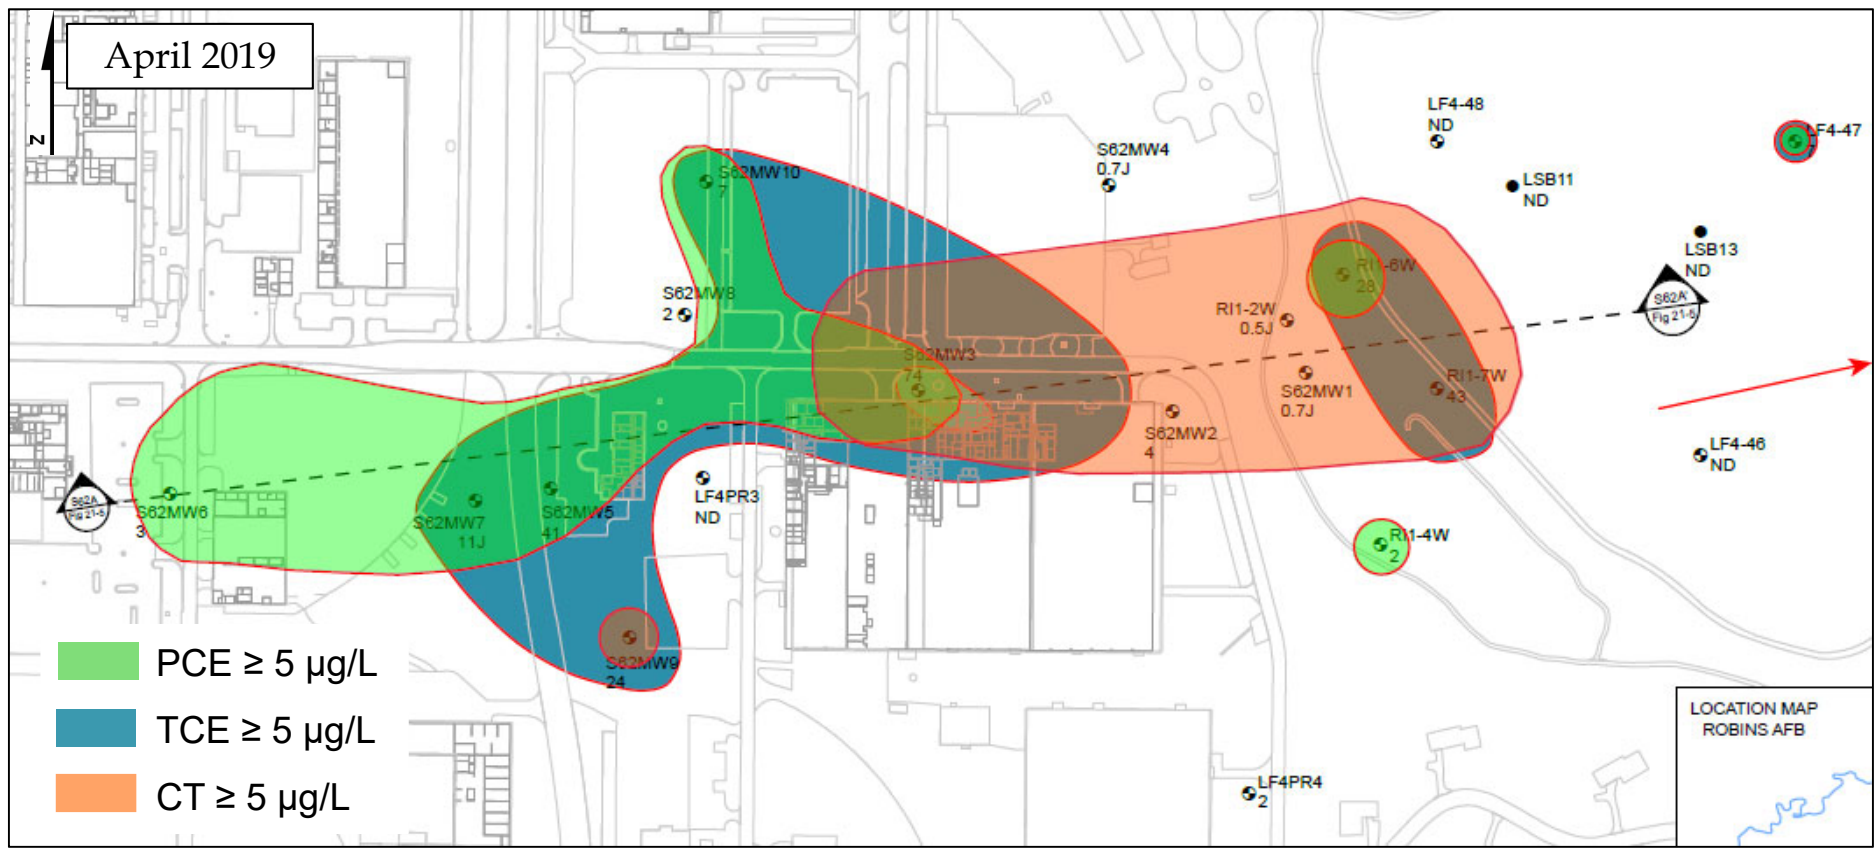 April 2019
N
LF4-48
ND
LF4-47
S62MW4
0.7J
S62MW10
7
LSB11
ND
LSB13
ND
S62MW8
2
RI1-6W
28
S62A'
Fig 21-5
RI1-2W
0.5J
S62MW3
74
S62MW1
0.7J
RI1-7W
43
S62MW2
4
LF4-46
ND
S62A
Fig 21-5
S62MW6
3
S62MW7
11J
S62MW5
41
LF4PR3
ND
RI1-4W
2
S62MW9
24
PCE ≥ 5 µg/L
TCE ≥ 5 µg/L
CT ≥ 5 µg/L
LF4PR4
2
LOCATION MAP
ROBINS AFB